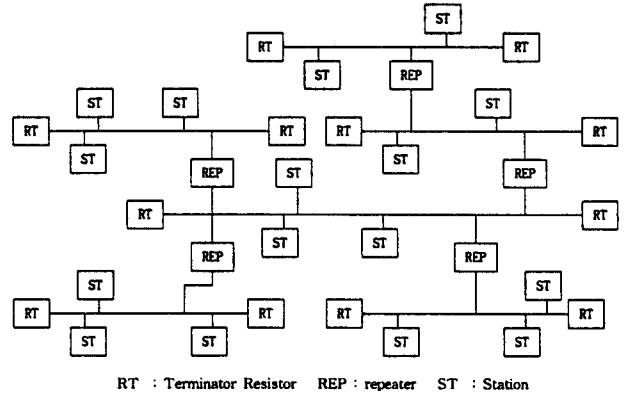 ST
RT RT
ST REP
ST ST ST
RT RT RT RT
ST ST
REP ST REP
RT RT
ST ST
REP REP
ST ST
RT RT RT RT
ST ST ST ST
RT : Terminator Resistor REP : repeater ST : Station